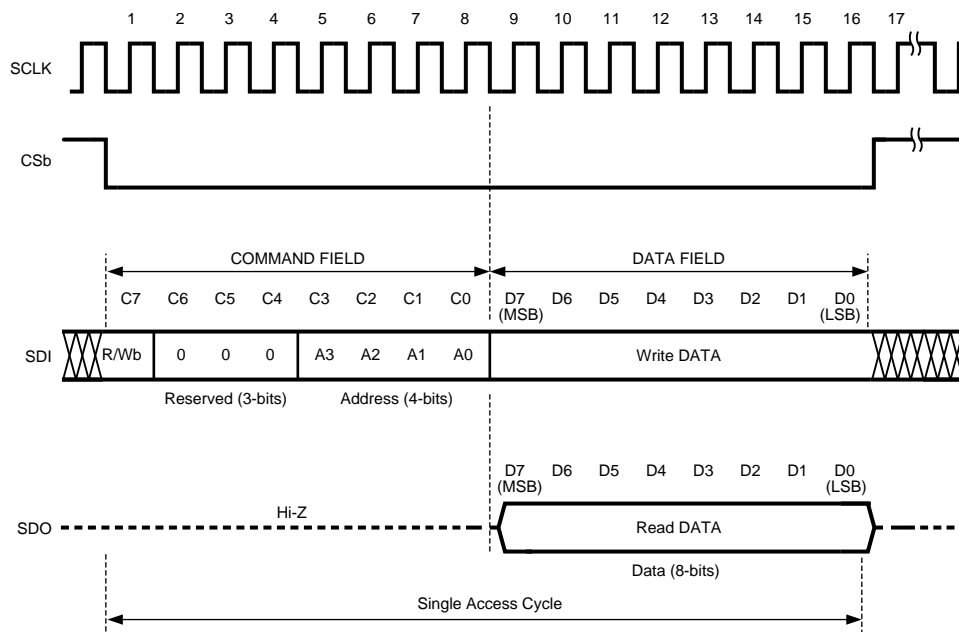 1 2 3 4 5 6 7 8 9 10 11 12 13 14 15 16 17
SCLK
CSb
COMMAND FIELD DATA FIELD
C7 C6 C5 C4 C3 C2 C1 C0 D7 D6 D5 D4 D3 D2 D1 D0
(MSB) (LSB)
SDI R/Wb 0 0 0 A3 A2 A1 A0 Write DATA
Reserved (3-bits) Address (4-bits)
D7 D6 D5 D4 D3 D2 D1 D0
(MSB) (LSB)
Hi-Z
SDO Read DATA
Data (8-bits)
Single Access Cycle